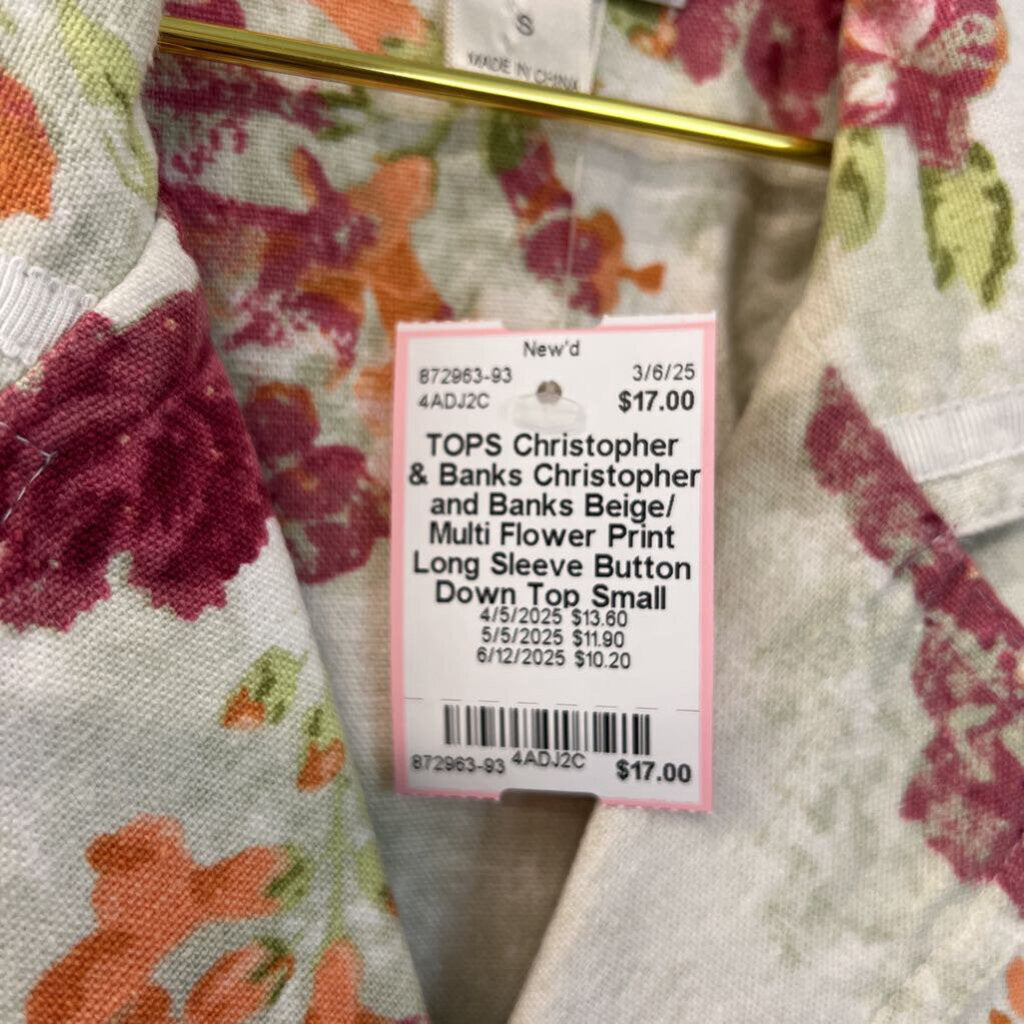 S
MADE IN CHINA
New'd
872963-93 3/6/25
4ADJ2C $17.00
TOPS Christopher
& Banks Christopher
and Banks Beige/
Multi Flower Print
Long Sleeve Button
Down Top Small
4/5/2025 $13.60
5/5/2025 $11.90
6/12/2025 $10.20
872963-93 4ADJ2C $17.00